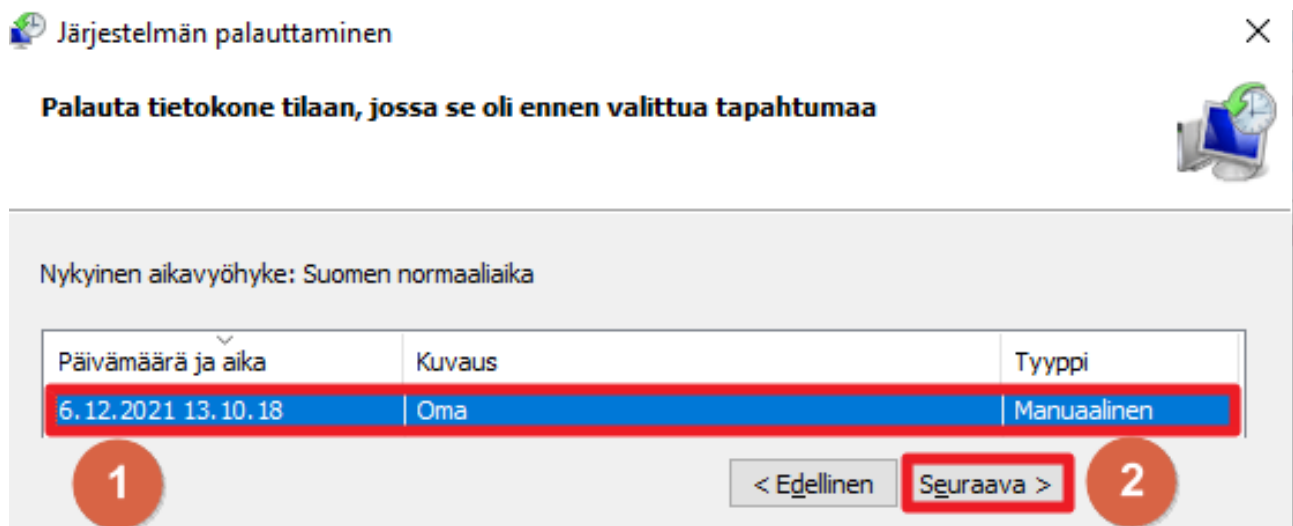 Järjestelmän palauttaminen
Palauta tietokone tilaan, jossa se oli ennen valittua tapahtumaa
Nykyinen aikavyöhyke: Suomen normaaliaika
Päivämäärä ja aika Kuvaus Tyyppi
6.12.2021 13.10.18 Oma Manuaalinen
1
< Edellinen Seuraava > 2